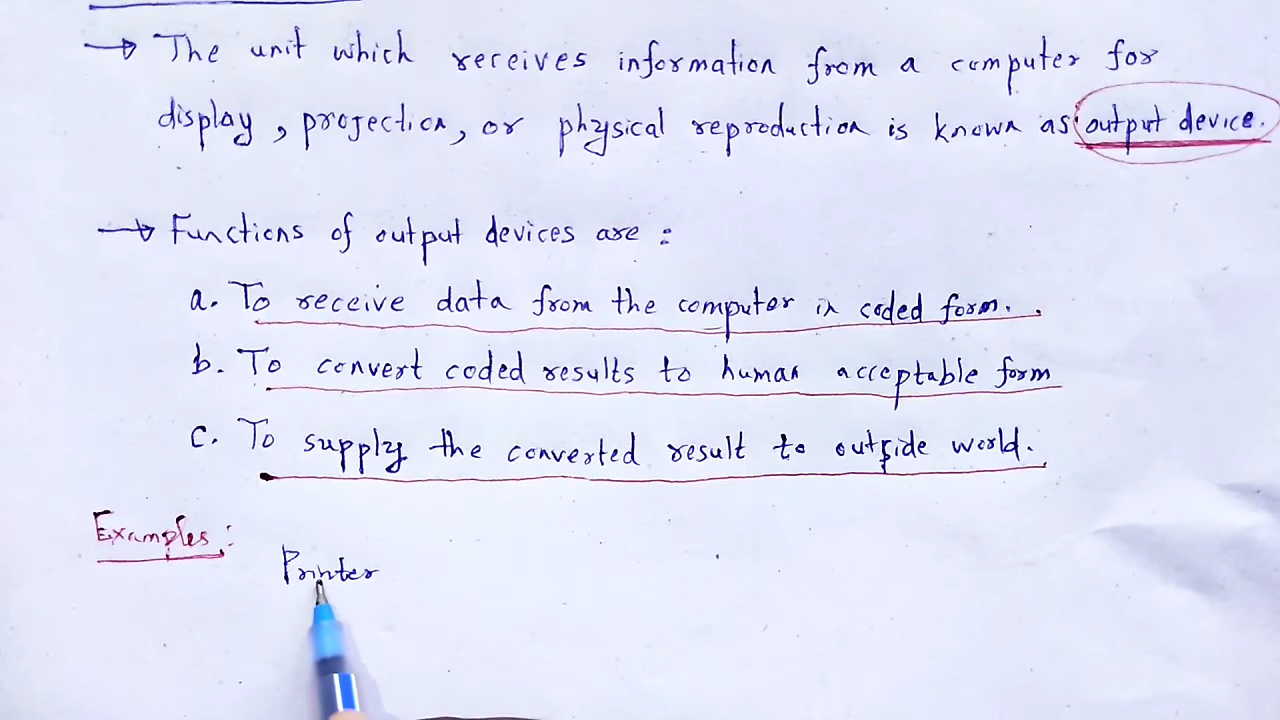 → The unit which receives information from a computer for
display, projection, or physical reproduction is known as output device.
→ Functions of output devices are :
a. To receive data from the computer in coded form.
b. To convert coded results to human acceptable form
c. To supply the converted result to outside world.
Examples :
Printer